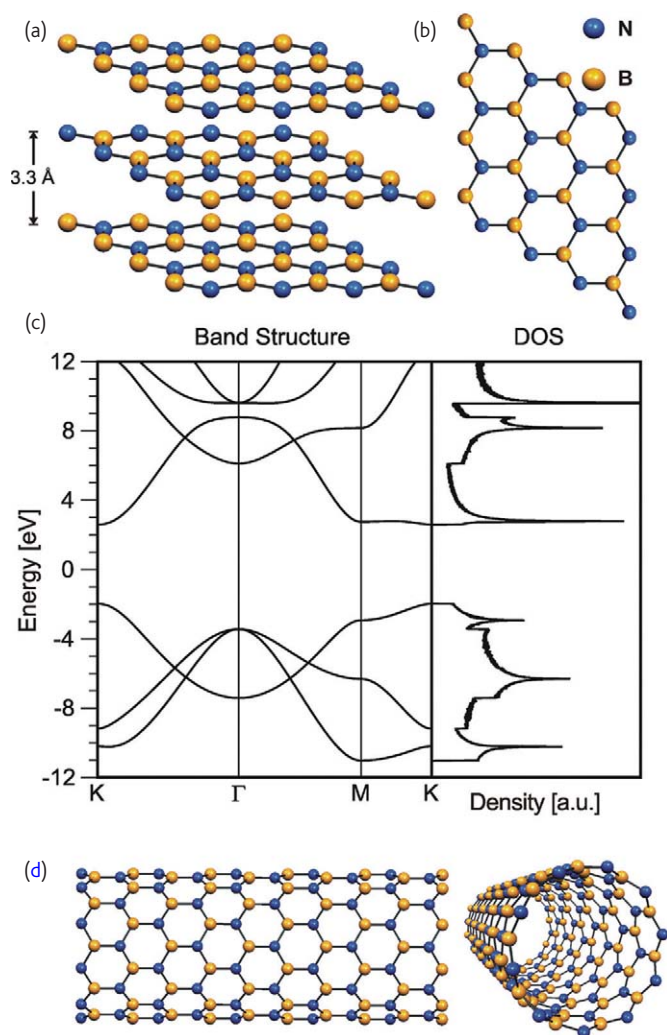 (a)
(b)
N
B
3.3 Å
(c)
Band Structure
DOS
12
8
4
0
-4
-8
-12
Energy [eV]
K
Γ
M
K
Density [a.u.]
(d)